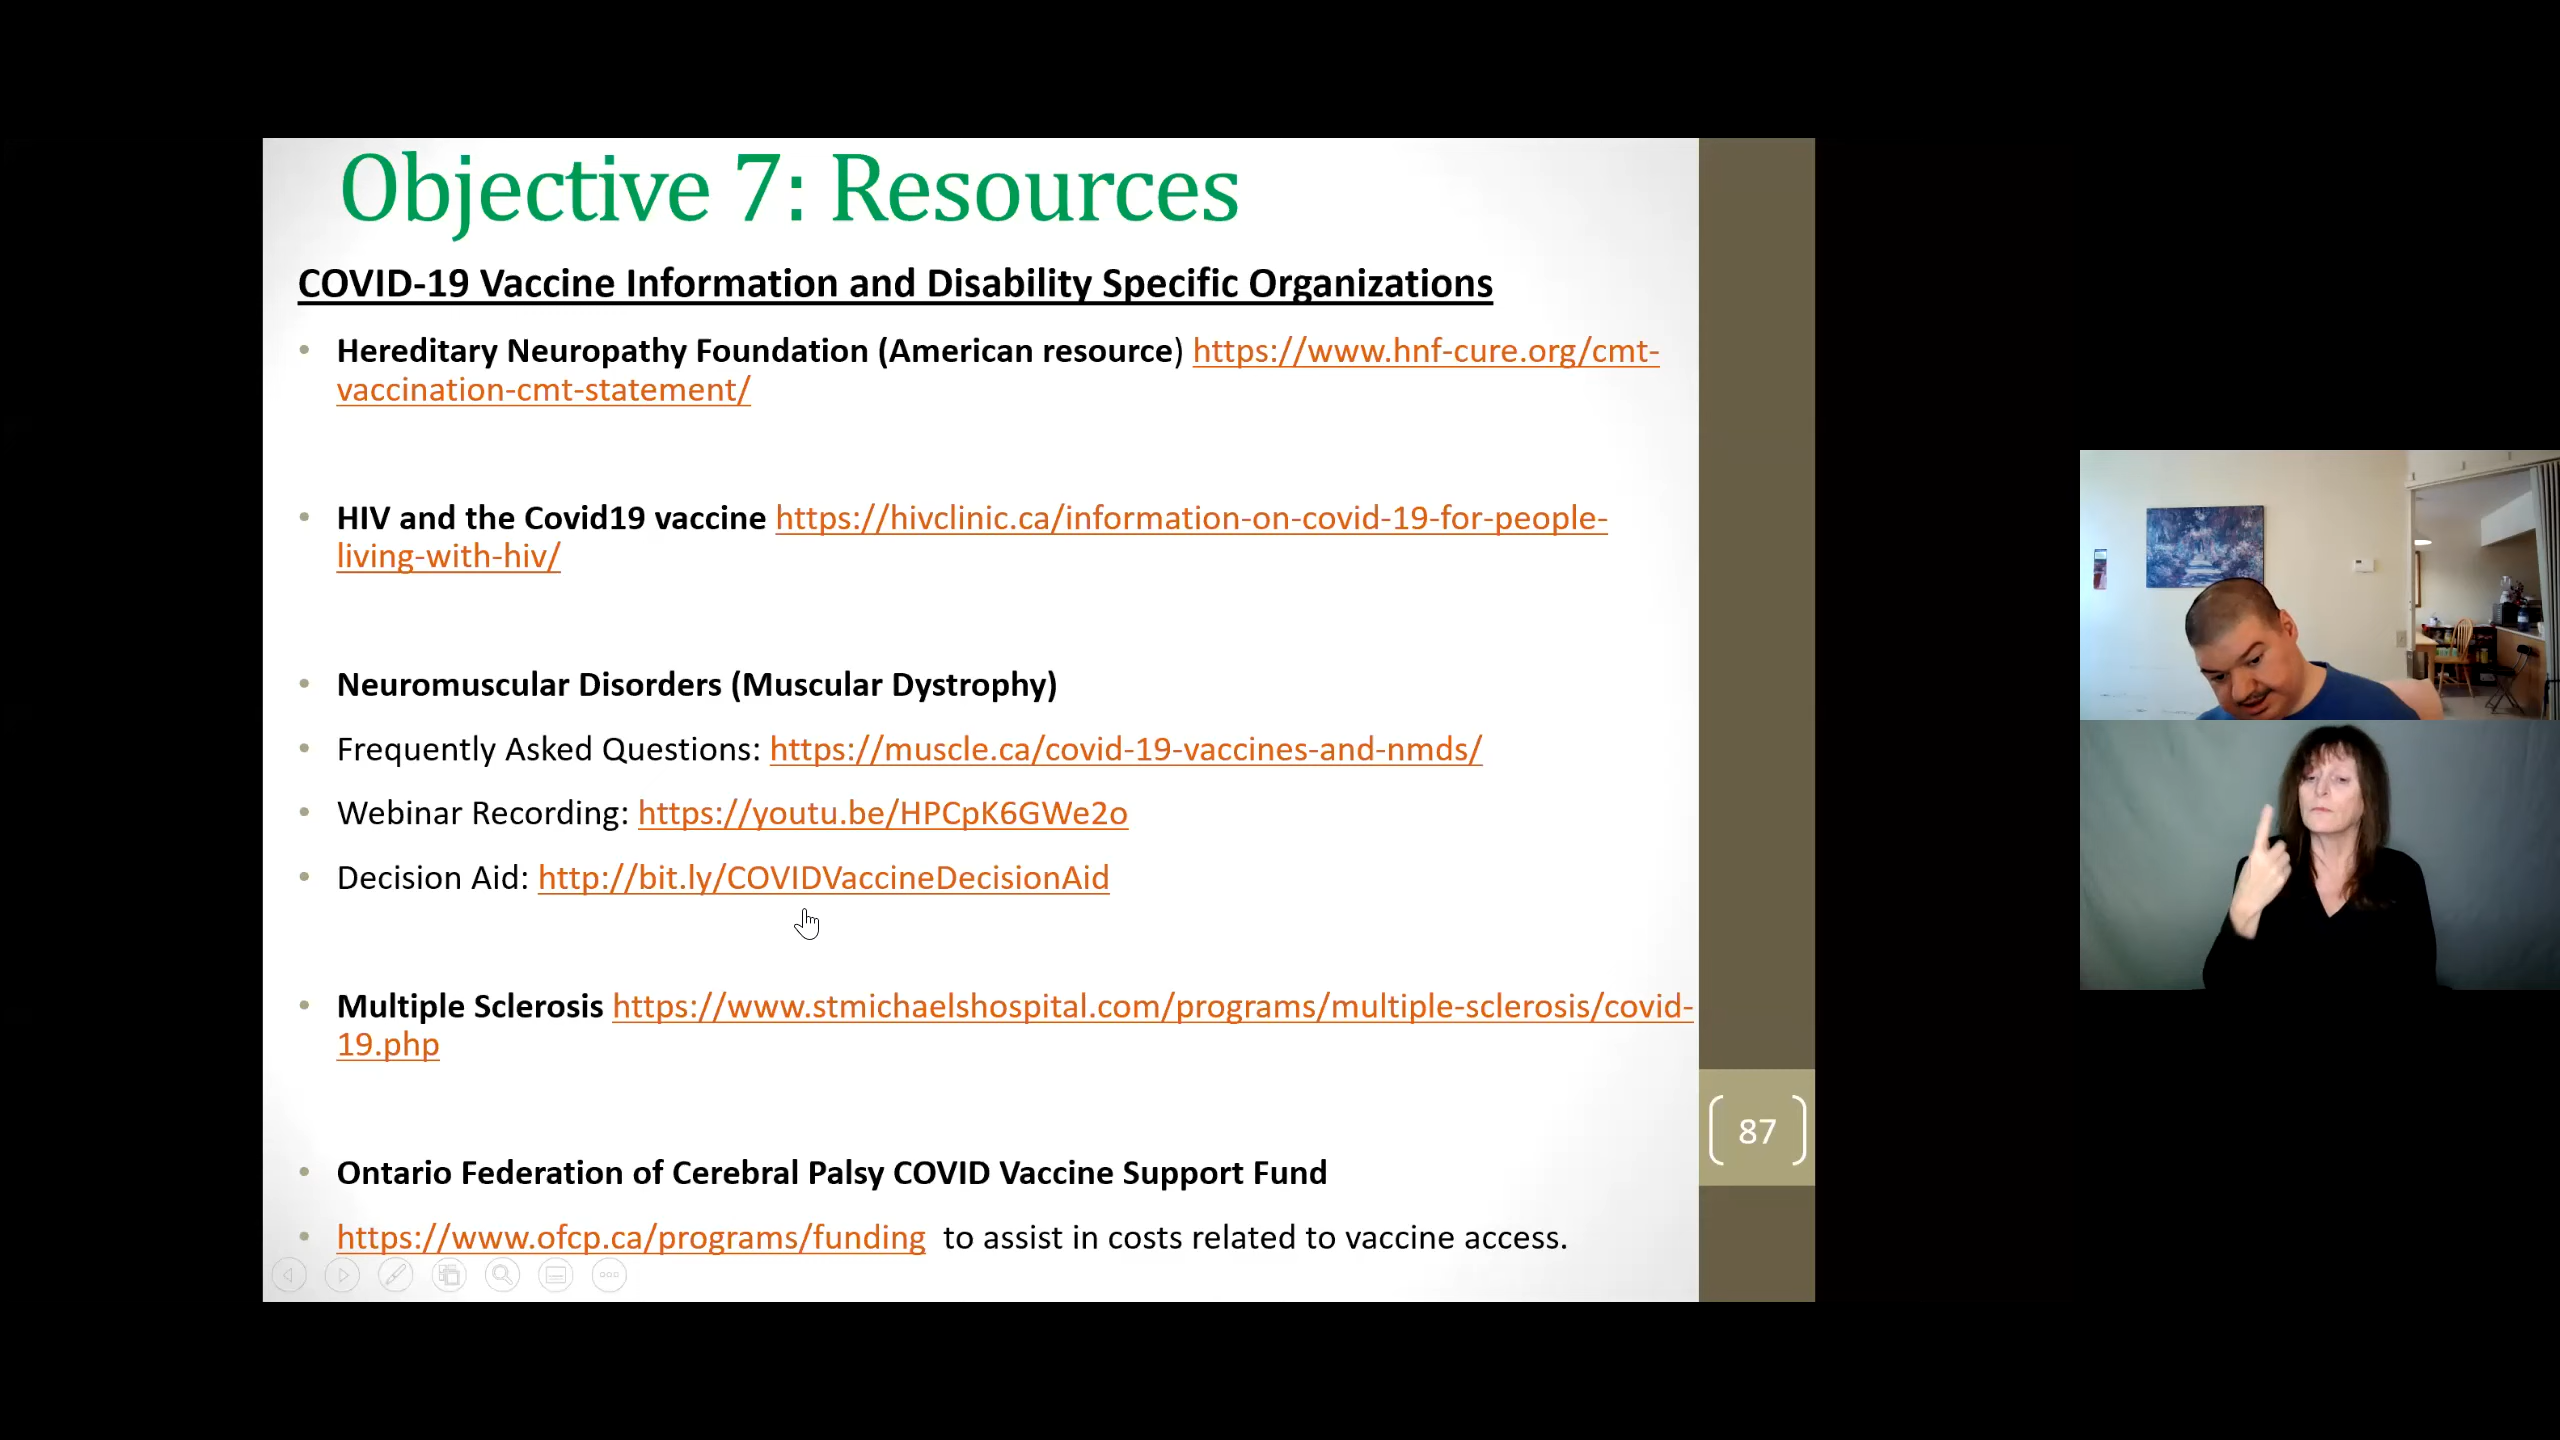 Objective 7: Resources
COVID-19 Vaccine Information and Disability Specific Organizations
• Hereditary Neuropathy Foundation (American resource) https://www.hnf-cure.org/cmt-
vaccination-cmt-statement/
• HIV and the Covid19 vaccine https://hivclinic.ca/information-on-covid-19-for-people-
living-with-hiv/
• Neuromuscular Disorders (Muscular Dystrophy)
• Frequently Asked Questions: https://muscle.ca/covid-19-vaccines-and-nmds/
• Webinar Recording: https://youtu.be/HPCpK6GWe2o
• Decision Aid: http://bit.ly/COVIDVaccineDecisionAid
• Multiple Sclerosis https://www.stmichaelshospital.com/programs/multiple-sclerosis/covid-
19.php
87
• Ontario Federation of Cerebral Palsy COVID Vaccine Support Fund
• https://www.ofcp.ca/programs/funding to assist in costs related to vaccine access.